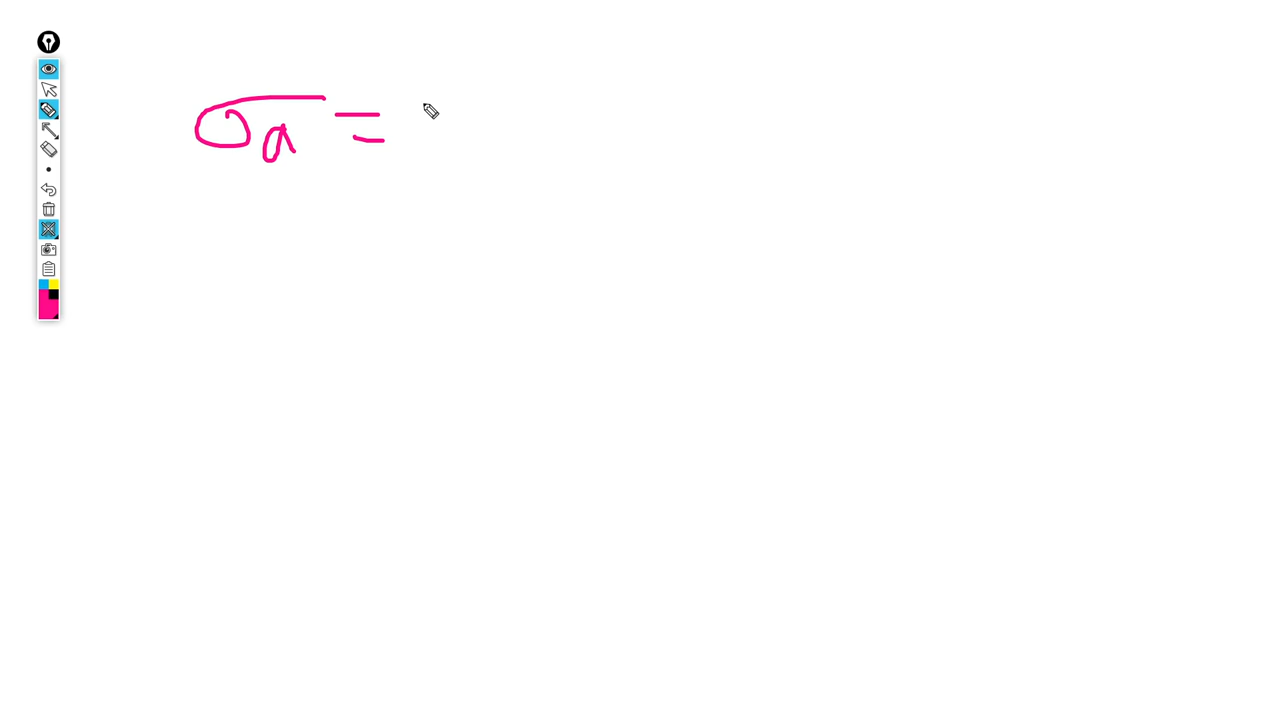 σa =